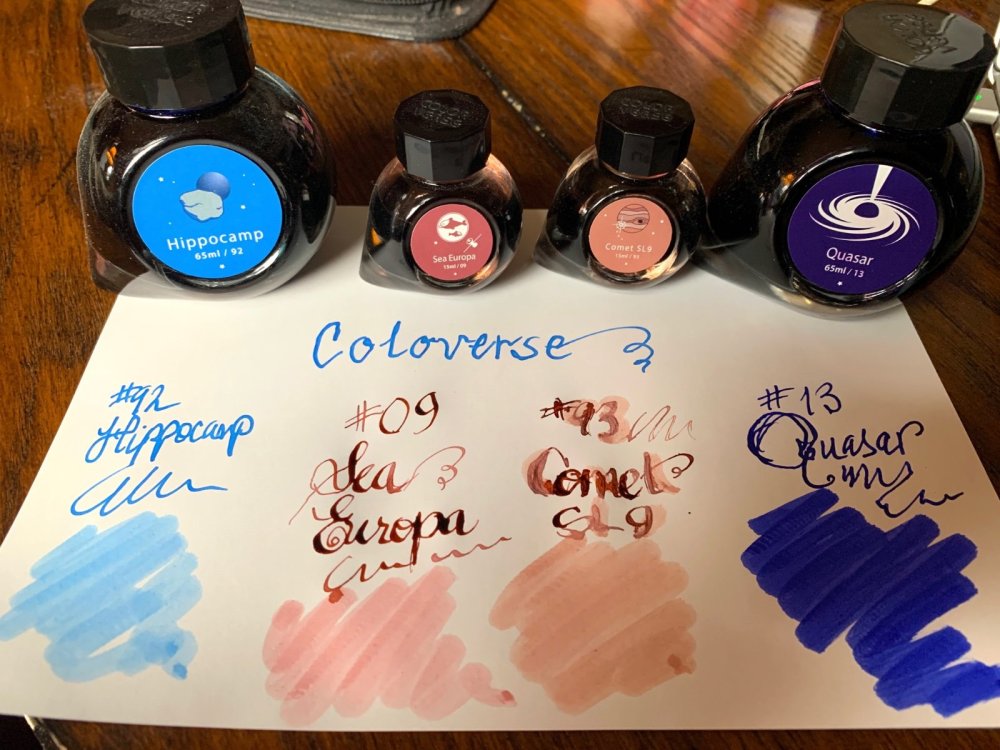 Hippocamp
65ml / 92
Sea Europa
15ml / 09
Comet SL9
15ml / 93
Quasar
65ml / 13
Coloverse
#92
Hippocamp
#09
Sea
Europa
#93
Comet
SL9
#13
Quasar